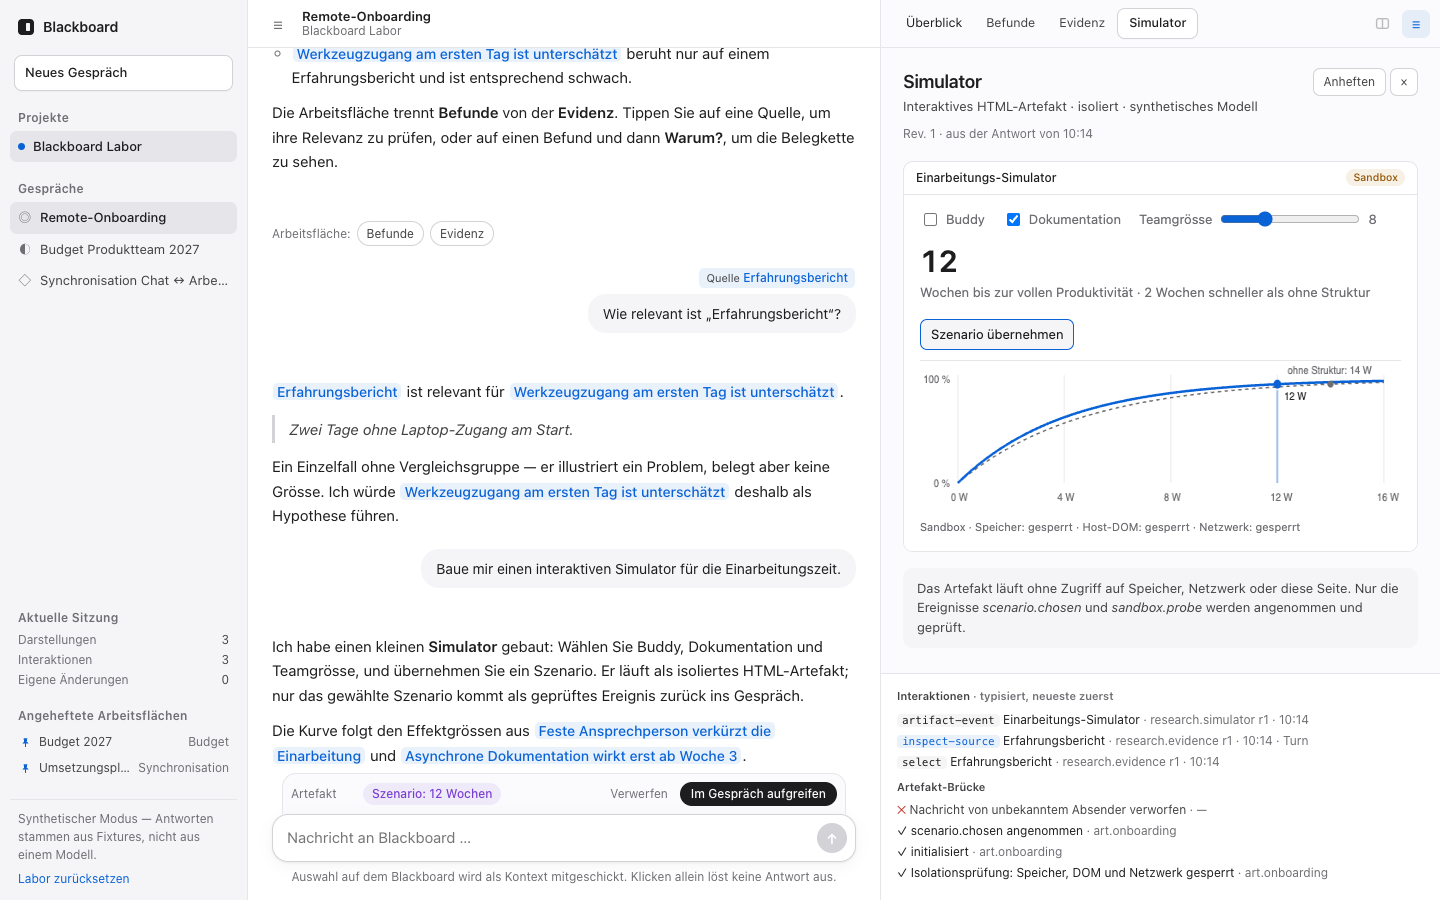 Blackboard
Neues Gespräch
Projekte
Blackboard Labor
Gespräche
Remote-Onboarding
Budget Produktteam 2027
Synchronisation Chat ↔ Arbe…
Aktuelle Sitzung
Darstellungen 3
Interaktionen 3
Eigene Änderungen 0
Angeheftete Arbeitsflächen
Budget 2027 Budget
Umsetzungspl… Synchronisation
Synthetischer Modus — Antworten
stammen aus Fixtures, nicht aus
einem Modell.
Labor zurücksetzen
Remote-Onboarding
Blackboard Labor
Werkzeugzugang am ersten Tag ist unterschätzt beruht nur auf einem
Erfahrungsbericht und ist entsprechend schwach.
Die Arbeitsfläche trennt Befunde von der Evidenz. Tippen Sie auf eine Quelle, um
ihre Relevanz zu prüfen, oder auf einen Befund und dann Warum?, um die Belegkette
zu sehen.
Arbeitsfläche: Befunde Evidenz
Quelle Erfahrungsbericht
Wie relevant ist „Erfahrungsbericht“?
Erfahrungsbericht ist relevant für Werkzeugzugang am ersten Tag ist unterschätzt.
Zwei Tage ohne Laptop-Zugang am Start.
Ein Einzelfall ohne Vergleichsgruppe — er illustriert ein Problem, belegt aber keine
Grösse. Ich würde Werkzeugzugang am ersten Tag ist unterschätzt deshalb als
Hypothese führen.
Baue mir einen interaktiven Simulator für die Einarbeitungszeit.
Ich habe einen kleinen Simulator gebaut: Wählen Sie Buddy, Dokumentation und
Teamgrösse, und übernehmen Sie ein Szenario. Er läuft als isoliertes HTML-Artefakt;
nur das gewählte Szenario kommt als geprüftes Ereignis zurück ins Gespräch.
Die Kurve folgt den Effektgrössen aus Feste Ansprechperson verkürzt die
Einarbeitung und Asynchrone Dokumentation wirkt erst ab Woche 3.
Artefakt Szenario: 12 Wochen Verwerfen Im Gespräch aufgreifen
Nachricht an Blackboard …
Auswahl auf dem Blackboard wird als Kontext mitgeschickt. Klicken allein löst keine Antwort aus.
Überblick Befunde Evidenz Simulator
Simulator Anheften ×
Interaktives HTML-Artefakt · isoliert · synthetisches Modell
Rev. 1 · aus der Antwort von 10:14
Einarbeitungs-Simulator Sandbox
Buddy Dokumentation Teamgrösse 8
12
Wochen bis zur vollen Produktivität · 2 Wochen schneller als ohne Struktur
Szenario übernehmen
ohne Struktur: 14 W
100 %
12 W
0 %
0 W 4 W 8 W 12 W 16 W
Sandbox · Speicher: gesperrt · Host-DOM: gesperrt · Netzwerk: gesperrt
Das Artefakt läuft ohne Zugriff auf Speicher, Netzwerk oder diese Seite. Nur die
Ereignisse scenario.chosen und sandbox.probe werden angenommen und
geprüft.
Interaktionen · typisiert, neueste zuerst
artifact-event Einarbeitungs-Simulator · research.simulator r1 · 10:14
inspect-source Erfahrungsbericht · research.evidence r1 · 10:14 · Turn
select Erfahrungsbericht · research.evidence r1 · 10:14
Artefakt-Brücke
✕ Nachricht von unbekanntem Absender verworfen · —
✓ scenario.chosen angenommen · art.onboarding
✓ initialisiert · art.onboarding
✓ Isolationsprüfung: Speicher, DOM und Netzwerk gesperrt · art.onboarding